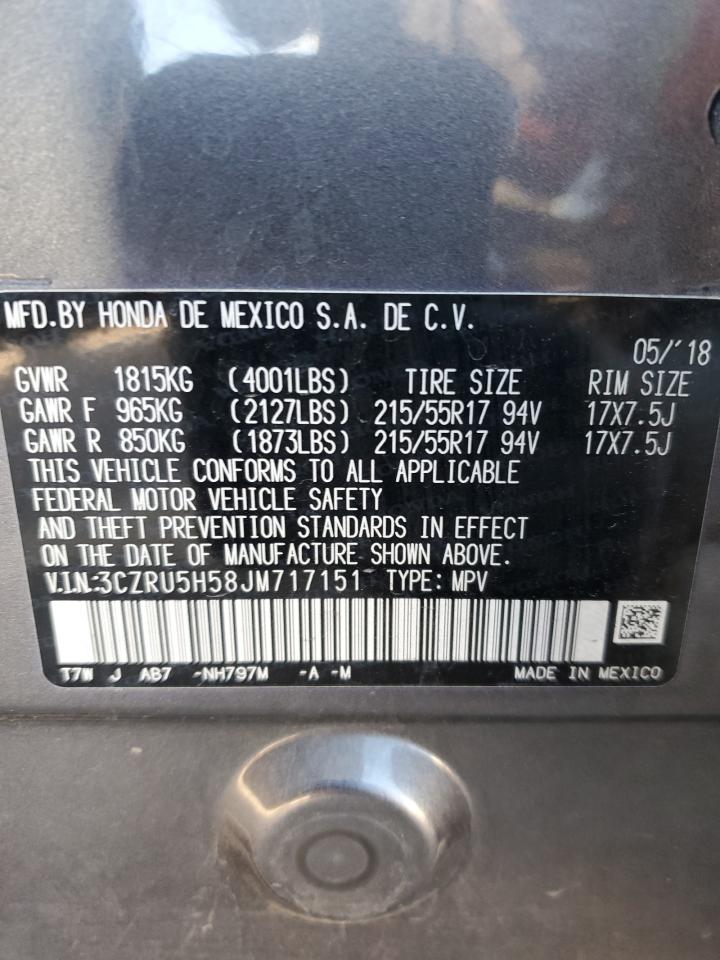 MFD.BY HONDA DE MEXICO S.A. DE C.V.
05/'18
GVWR 1815KG (4001LBS) TIRE SIZE RIM SIZE
GAWR F 965KG (2127LBS) 215/55R17 94V 17X7.5J
GAWR R 850KG (1873LBS) 215/55R17 94V 17X7.5J
THIS VEHICLE CONFORMS TO ALL APPLICABLE
FEDERAL MOTOR VEHICLE SAFETY
AND THEFT PREVENTION STANDARDS IN EFFECT
ON THE DATE OF MANUFACTURE SHOWN ABOVE.
V.I.N:3CZRU5H58JM717151 TYPE: MPV
T7W J AB7 -NH797M -A -M MADE IN MEXICO